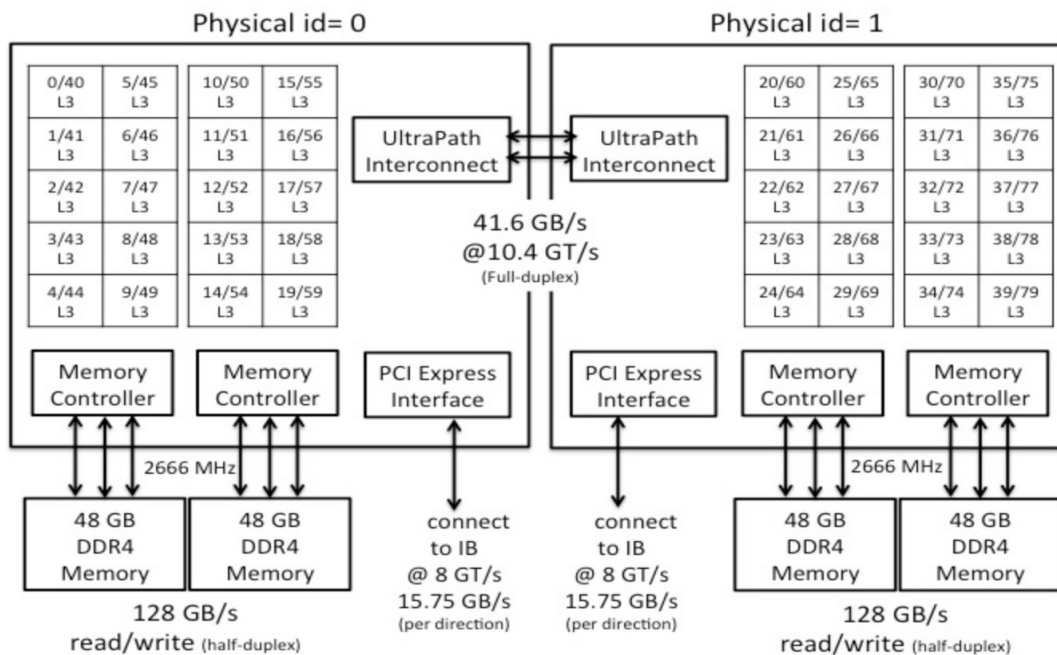 Physical id= 0
Physical id= 1
0/40 5/45 10/50 15/55
L3 L3 L3 L3
1/41 6/46 11/51 16/56
L3 L3 L3 L3
2/42 7/47 12/52 17/57
L3 L3 L3 L3
3/43 8/48 13/53 18/58
L3 L3 L3 L3
4/44 9/49 14/54 19/59
L3 L3 L3 L3
UltraPath
Interconnect
UltraPath
Interconnect
41.6 GB/s
@10.4 GT/s
(Full-duplex)
20/60 25/65 30/70 35/75
L3 L3 L3 L3
21/61 26/66 31/71 36/76
L3 L3 L3 L3
22/62 27/67 32/72 37/77
L3 L3 L3 L3
23/63 28/68 33/73 38/78
L3 L3 L3 L3
24/64 29/69 34/74 39/79
L3 L3 L3 L3
Memory
Controller
Memory
Controller
PCI Express
Interface
PCI Express
Interface
Memory
Controller
Memory
Controller
2666 MHz
2666 MHz
48 GB
DDR4
Memory
48 GB
DDR4
Memory
connect
to IB
@ 8 GT/s
15.75 GB/s
(per direction)
connect
to IB
@ 8 GT/s
15.75 GB/s
(per direction)
48 GB
DDR4
Memory
48 GB
DDR4
Memory
128 GB/s
read/write (half-duplex)
128 GB/s
read/write (half-duplex)